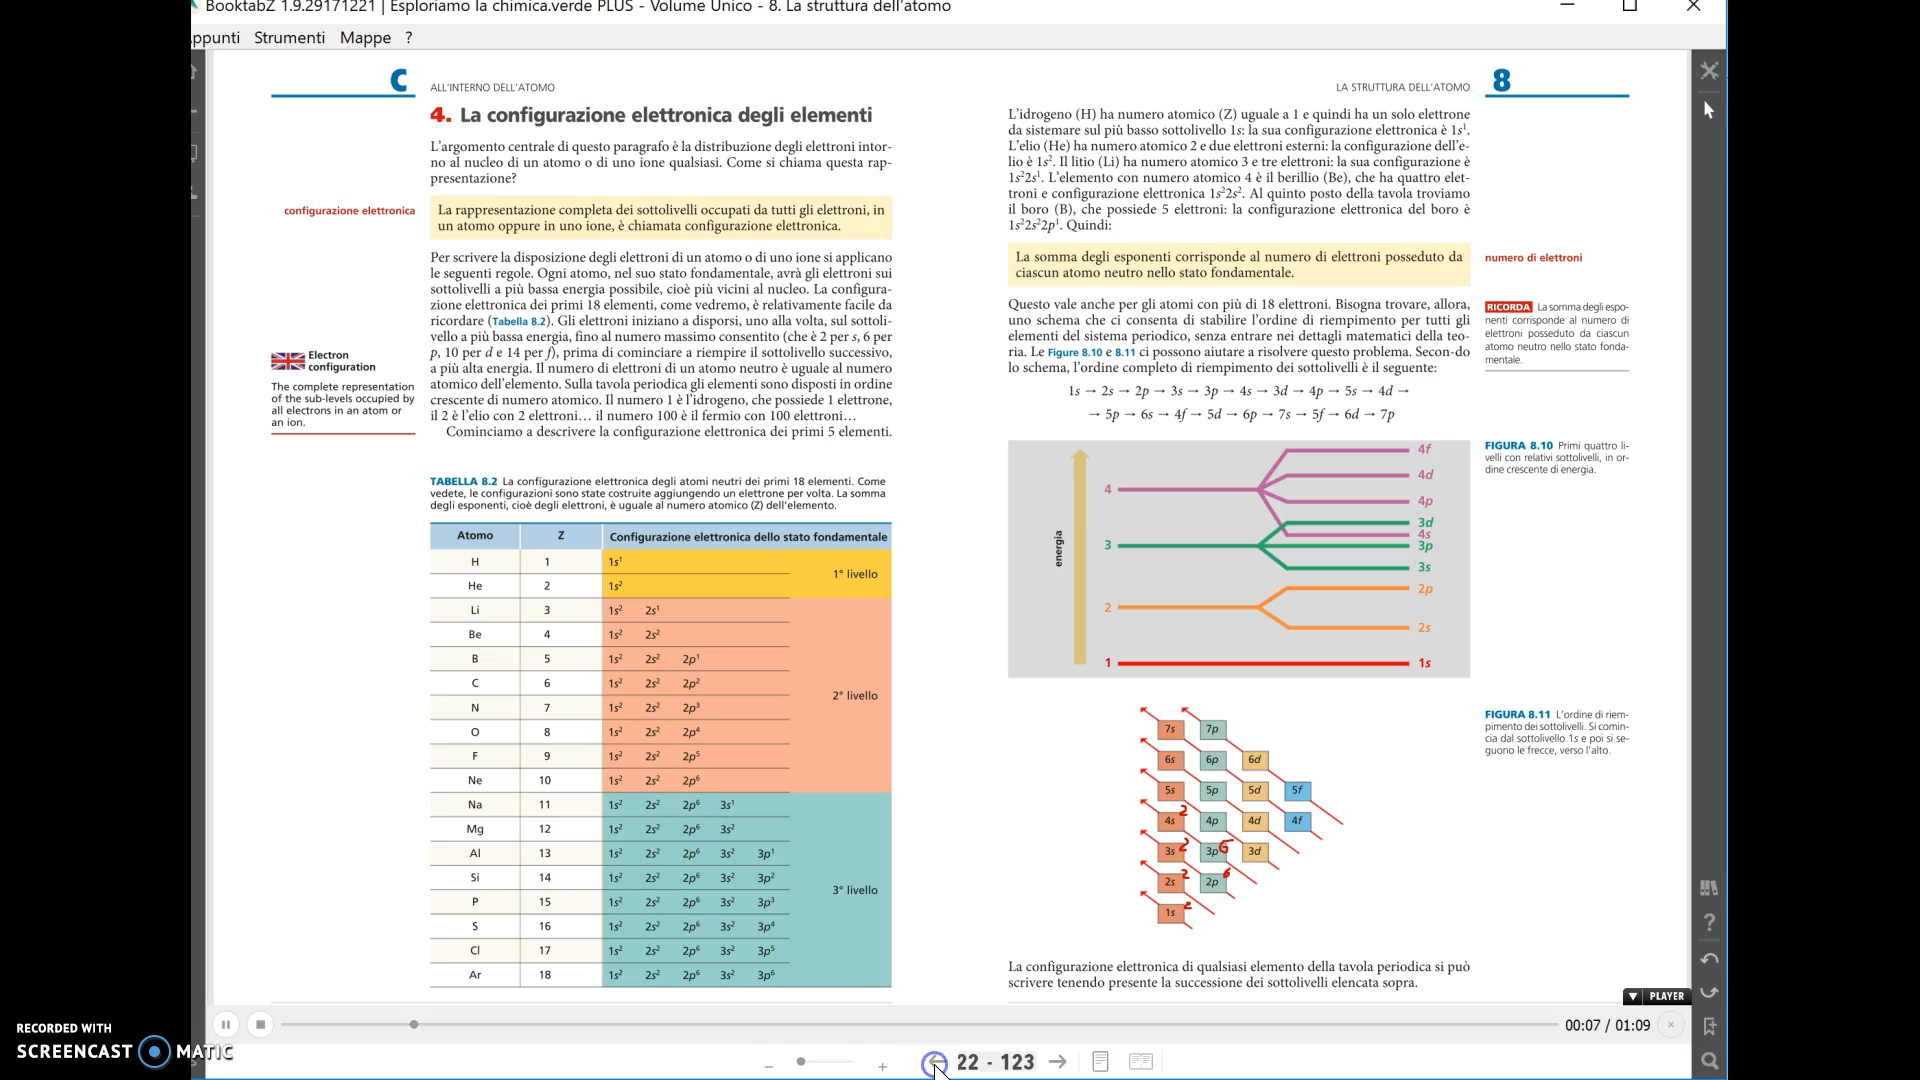 BooktabZ 1.9.29171221 | Esploriamo la chimica.verde PLUS - Volume Unico - 8. La struttura dell'atomo
ppunti Strumenti Mappe ?
C
ALL'INTERNO DELL'ATOMO
4. La configurazione elettronica degli elementi
L'argomento centrale di questo paragrafo è la distribuzione degli elettroni intor-
no al nucleo di un atomo o di uno ione qualsiasi. Come si chiama questa rap-
presentazione?
configurazione elettronica
La rappresentazione completa dei sottolivelli occupati da tutti gli elettroni, in
un atomo oppure in uno ione, è chiamata configurazione elettronica.
Per scrivere la disposizione degli elettroni di un atomo o di uno ione si applicano
le seguenti regole. Ogni atomo, nel suo stato fondamentale, avrà gli elettroni sui
sottolivelli a più bassa energia possibile, cioè più vicini al nucleo. La configura-
zione elettronica dei primi 18 elementi, come vedremo, è relativamente facile da
ricordare (Tabella 8.2). Gli elettroni iniziano a disporsi, uno alla volta, sul sottoli-
vello a più bassa energia, fino al numero massimo consentito (che è 2 per s, 6 per
p, 10 per d e 14 per f), prima di cominciare a riempire il sottolivello successivo,
a più alta energia. Il numero di elettroni di un atomo neutro è uguale al numero
atomico dell'elemento. Sulla tavola periodica gli elementi sono disposti in ordine
crescente di numero atomico. Il numero 1 è l'idrogeno, che possiede 1 elettrone,
il 2 è l'elio con 2 elettroni… il numero 100 è il fermio con 100 elettroni…
Cominciamo a descrivere la configurazione elettronica dei primi 5 elementi.
Electron
configuration
The complete representation
of the sub-levels occupied by
all electrons in an atom or
an ion.
TABELLA 8.2 La configurazione elettronica degli atomi neutri dei primi 18 elementi. Come
vedete, le configurazioni sono state costruite aggiungendo un elettrone per volta. La somma
degli esponenti, cioè degli elettroni, è uguale al numero atomico (Z) dell'elemento.
Atomo Z Configurazione elettronica dello stato fondamentale
H 1 1s¹
1° livello
He 2 1s²
Li 3 1s² 2s¹
Be 4 1s² 2s²
B 5 1s² 2s² 2p¹
C 6 1s² 2s² 2p²
2° livello
N 7 1s² 2s² 2p³
O 8 1s² 2s² 2p⁴
F 9 1s² 2s² 2p⁵
Ne 10 1s² 2s² 2p⁶
Na 11 1s² 2s² 2p⁶ 3s¹
Mg 12 1s² 2s² 2p⁶ 3s²
Al 13 1s² 2s² 2p⁶ 3s² 3p¹
Si 14 1s² 2s² 2p⁶ 3s² 3p²
3° livello
P 15 1s² 2s² 2p⁶ 3s² 3p³
S 16 1s² 2s² 2p⁶ 3s² 3p⁴
Cl 17 1s² 2s² 2p⁶ 3s² 3p⁵
Ar 18 1s² 2s² 2p⁶ 3s² 3p⁶
LA STRUTTURA DELL'ATOMO
8
L'idrogeno (H) ha numero atomico (Z) uguale a 1 e quindi ha un solo elettrone
da sistemare sul più basso sottolivello 1s: la sua configurazione elettronica è 1s¹.
L'elio (He) ha numero atomico 2 e due elettroni esterni: la configurazione dell'e-
lio è 1s². Il litio (Li) ha numero atomico 3 e tre elettroni: la sua configurazione è
1s²2s¹. L'elemento con numero atomico 4 è il berillio (Be), che ha quattro elet-
troni e configurazione elettronica 1s²2s². Al quinto posto della tavola troviamo
il boro (B), che possiede 5 elettroni: la configurazione elettronica del boro è
1s²2s²2p¹. Quindi:
La somma degli esponenti corrisponde al numero di elettroni posseduto da
ciascun atomo neutro nello stato fondamentale.
numero di elettroni
Questo vale anche per gli atomi con più di 18 elettroni. Bisogna trovare, allora,
uno schema che ci consenta di stabilire l'ordine di riempimento per tutti gli
elementi del sistema periodico, senza entrare nei dettagli matematici della teo-
ria. Le Figure 8.10 e 8.11 ci possono aiutare a risolvere questo problema. Secon-do
lo schema, l'ordine completo di riempimento dei sottolivelli è il seguente:
RICORDA La somma degli espo-
nenti corrisponde al numero di
elettroni posseduto da ciascun
atomo neutro nello stato fonda-
mentale.
1s → 2s → 2p → 3s → 3p → 4s → 3d → 4p → 5s → 4d →
→ 5p → 6s → 4f → 5d → 6p → 7s → 5f → 6d → 7p
energia
4f
4d
4
4p
3d
4s
3
3p
3s
2p
2
2s
1
1s
FIGURA 8.10 Primi quattro li-
velli con relativi sottolivelli, in or-
dine crescente di energia.
7s 7p
6s 6p 6d
5s 5p 5d 5f
2
4s 4p 4d 4f
3s 2 3p 6 3d
2s 2 2p 6
1s 2
FIGURA 8.11 L'ordine di riem-
pimento dei sottolivelli. Si comin-
cia dal sottolivello 1s e poi si se-
guono le frecce, verso l'alto.
La configurazione elettronica di qualsiasi elemento della tavola periodica si può
scrivere tenendo presente la successione dei sottolivelli elencata sopra.
PLAYER
00:07 / 01:09
22 - 123
RECORDED WITH
SCREENCAST MATIC